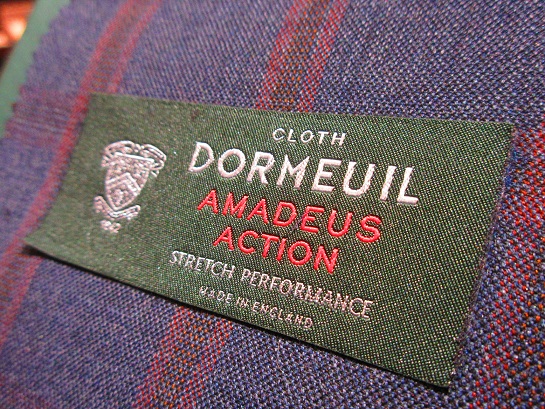 CLOTH
DORMEUIL
AMADEUS
ACTION
STRETCH PERFORMANCE
MADE IN ENGLAND